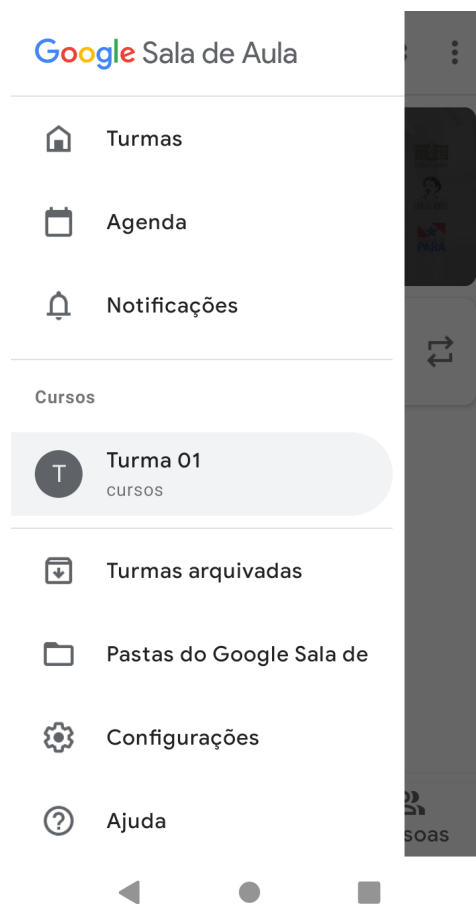 Google Sala de Aula
Turmas
Agenda
Notificações
Cursos
T
Turma 01
cursos
Turmas arquivadas
Pastas do Google Sala de
Configurações
Ajuda
soas
PARÁ